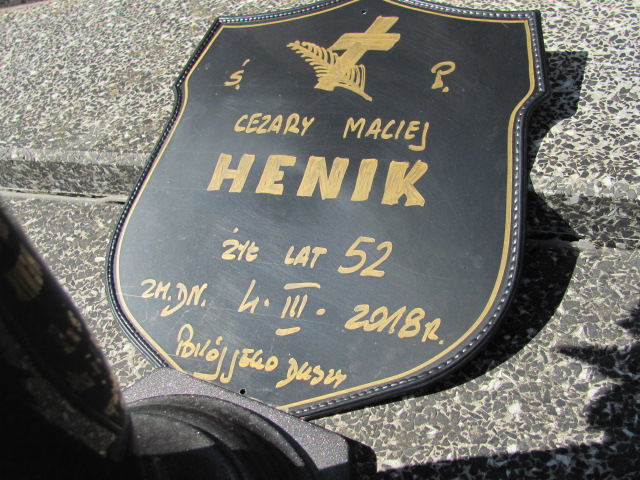 Ś. P.
CEZARY MACIEJ
HENIK
ŻYŁ LAT 52
ZM. DN. 4. III. 2018 R.
POKÓJ JEGO DUSZY